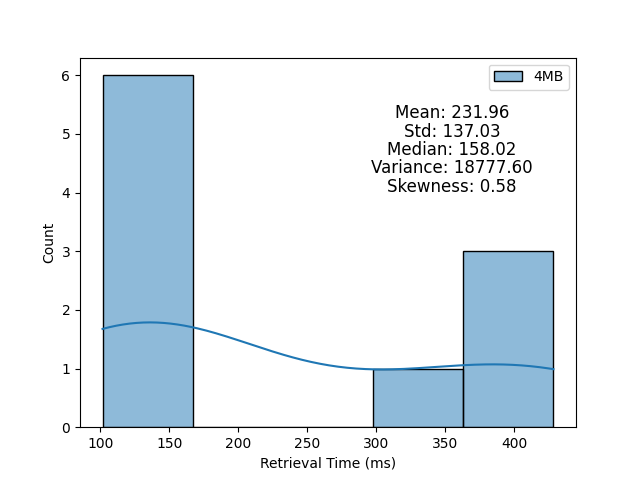 4MB
Mean: 231.96
Std: 137.03
Median: 158.02
Variance: 18777.60
Skewness: 0.58
6
5
4
3
2
1
0
Count
100 150 200 250 300 350 400
Retrieval Time (ms)